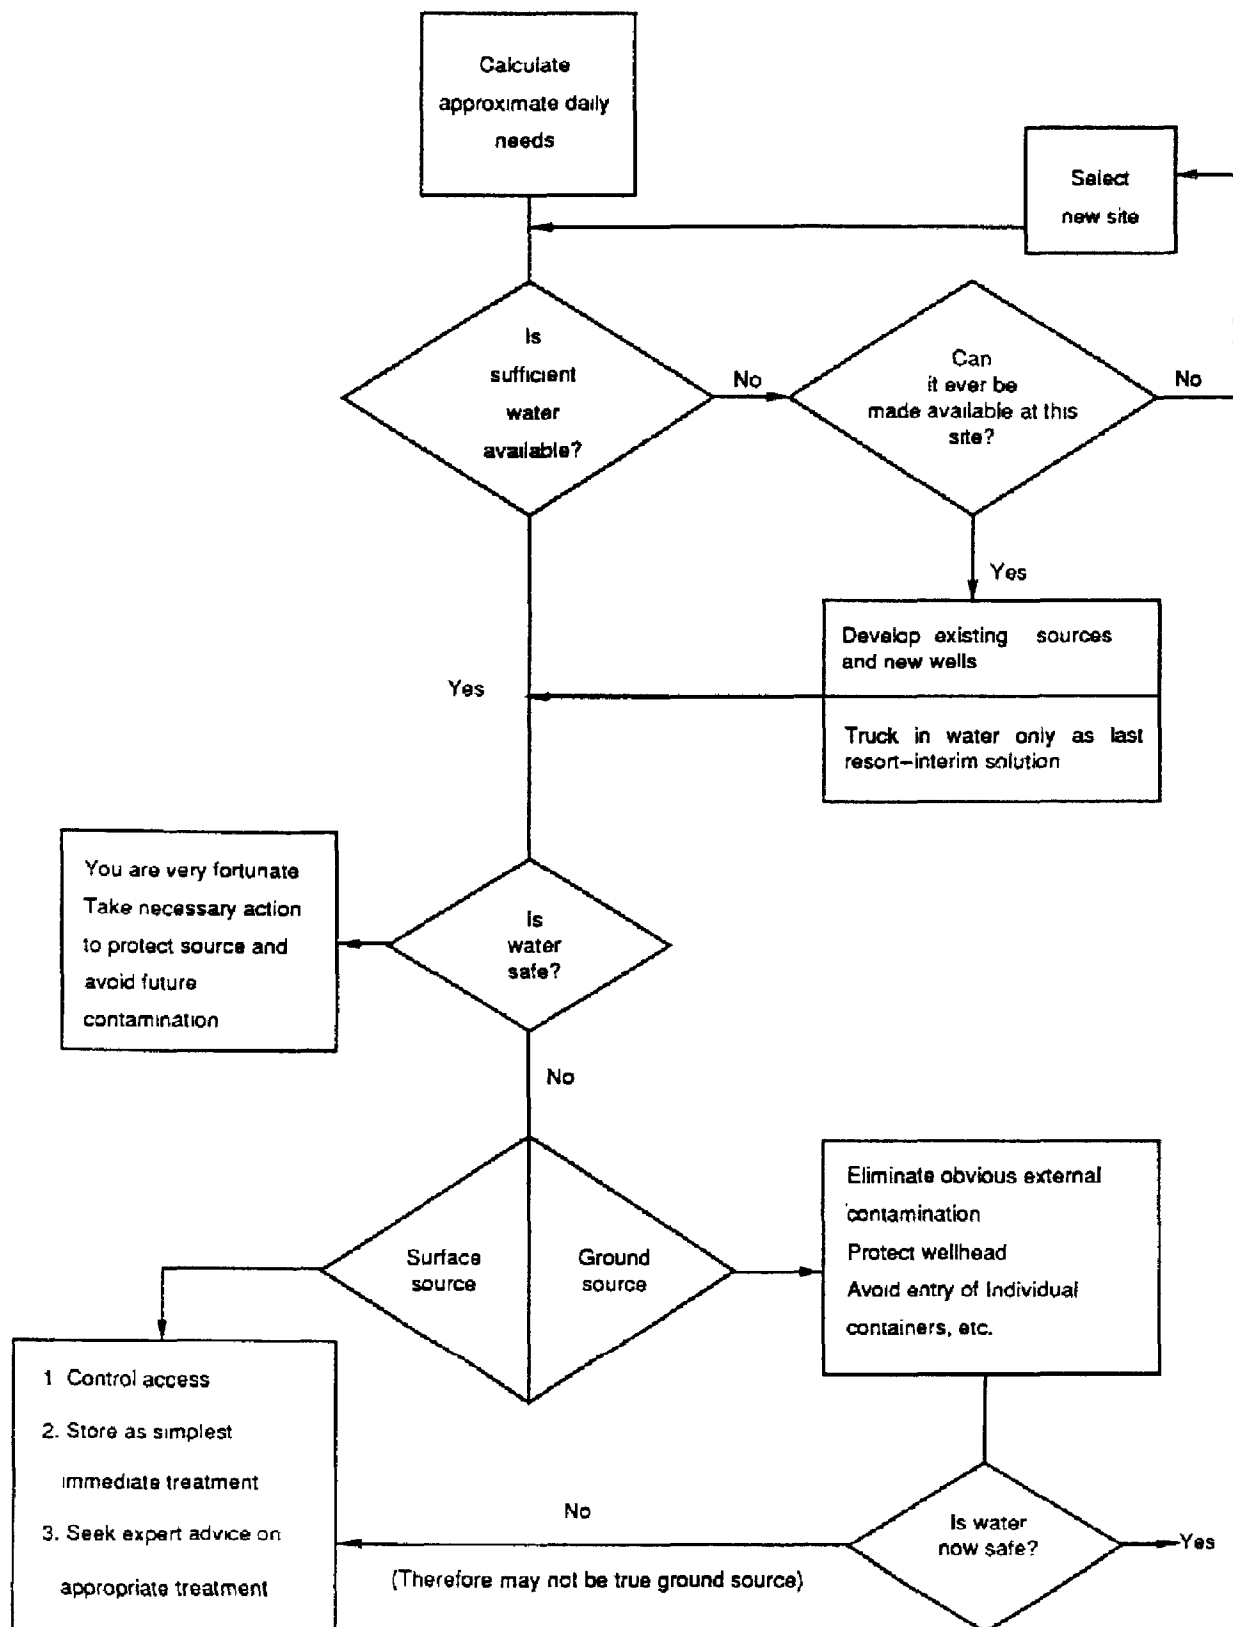 Calculate
approximate daily
needs
Select
new site
Is
sufficient
water
available?
No
Can
it ever be
made available at this
site?
No
Yes
Develop existing sources
and new wells
Yes
Truck in water only as last
resort–interim solution
You are very fortunate
Take necessary action
to protect source and
avoid future
contamination
Is
water
safe?
No
Surface
source
Ground
source
Eliminate obvious external
contamination
Protect wellhead
Avoid entry of Individual
containers, etc.
1 Control access
2. Store as simplest
immediate treatment
3. Seek expert advice on
appropriate treatment
No
(Therefore may not be true ground source)
Is water
now safe?
Yes